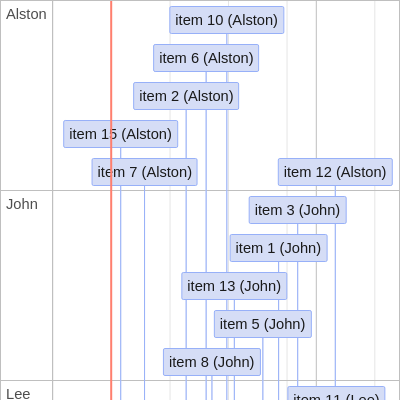 Alston
item 10 (Alston)
item 6 (Alston)
item 2 (Alston)
item 15 (Alston)
item 7 (Alston)
item 12 (Alston)
John
item 3 (John)
item 1 (John)
item 13 (John)
item 5 (John)
item 8 (John)
Lee
item 11 (Lee)